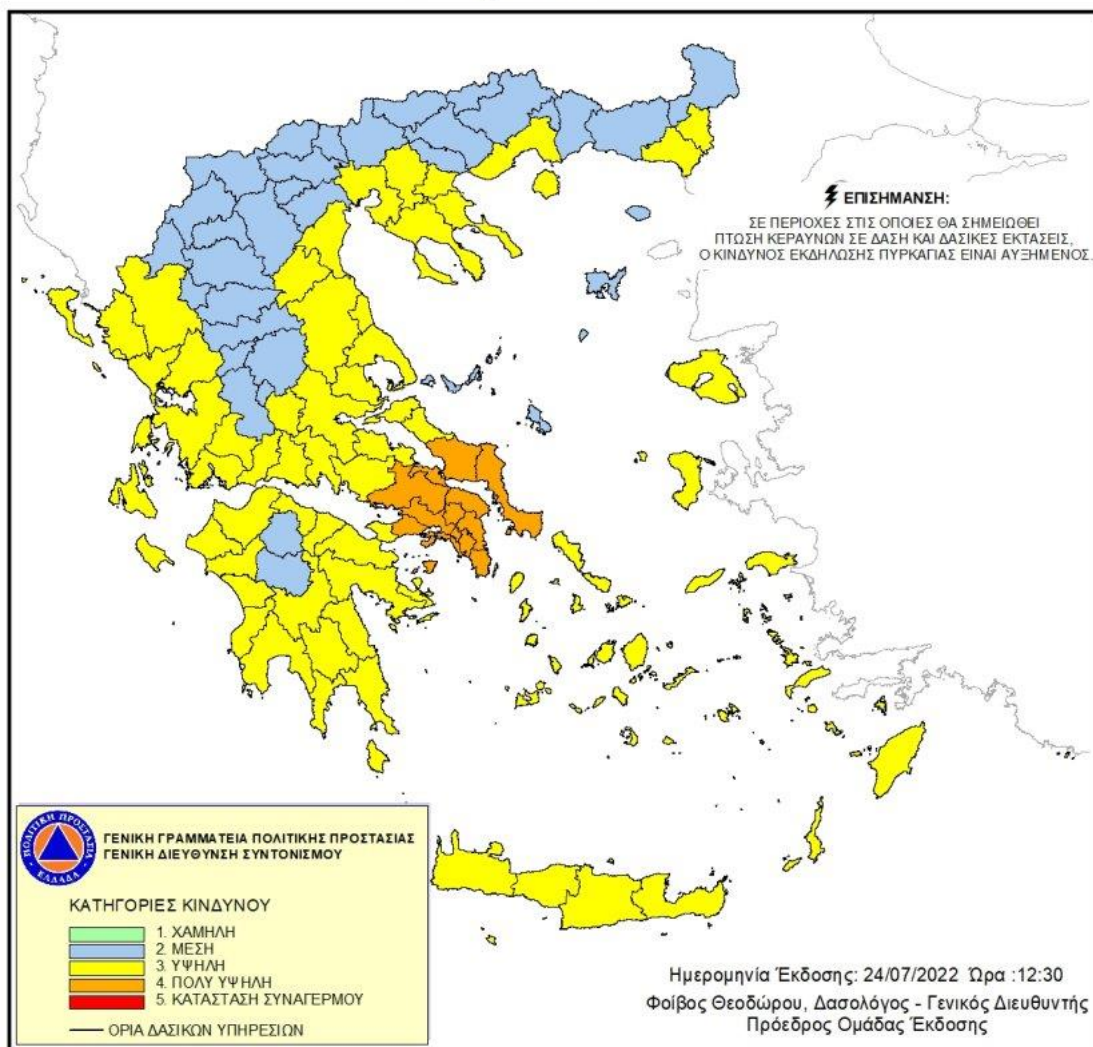 ΕΠΙΣΗΜΑΝΣΗ:
ΣΕ ΠΕΡΙΟΧΕΣ ΣΤΙΣ ΟΠΟΙΕΣ ΘΑ ΣΗΜΕΙΩΘΕΙ
ΠΤΩΣΗ ΚΕΡΑΥΝΩΝ ΣΕ ΔΑΣΗ ΚΑΙ ΔΑΣΙΚΕΣ ΕΚΤΑΣΕΙΣ,
Ο ΚΙΝΔΥΝΟΣ ΕΚΔΗΛΩΣΗΣ ΠΥΡΚΑΓΙΑΣ ΕΙΝΑΙ ΑΥΞΗΜΕΝΟΣ.
ΠΟΛΙΤΙΚΗ ΠΡΟΣΤΑΣΙΑ
ΕΛΛΑΔΑ
ΓΕΝΙΚΗ ΓΡΑΜΜΑΤΕΙΑ ΠΟΛΙΤΙΚΗΣ ΠΡΟΣΤΑΣΙΑΣ
ΓΕΝΙΚΗ ΔΙΕΥΘΥΝΣΗ ΣΥΝΤΟΝΙΣΜΟΥ
ΚΑΤΗΓΟΡΙΕΣ ΚΙΝΔΥΝΟΥ
1. ΧΑΜΗΛΗ
2. ΜΕΣΗ
3. ΥΨΗΛΗ
4. ΠΟΛΥ ΥΨΗΛΗ
5. ΚΑΤΑΣΤΑΣΗ ΣΥΝΑΓΕΡΜΟΥ
ΟΡΙΑ ΔΑΣΙΚΩΝ ΥΠΗΡΕΣΙΩΝ
Ημερομηνία Έκδοσης: 24/07/2022 Ώρα :12:30
Φοίβος Θεοδώρου, Δασολόγος - Γενικός Διευθυντής
Πρόεδρος Ομάδας Έκδοσης